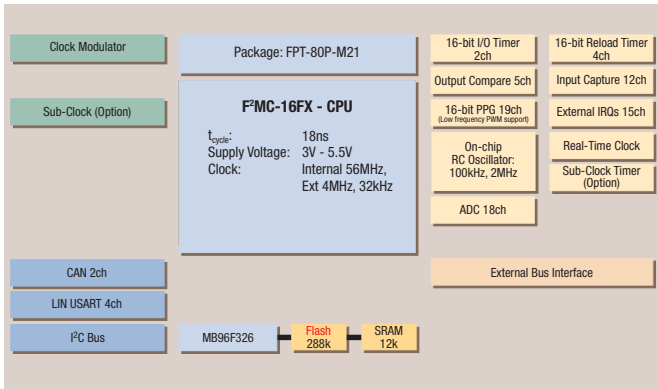 Clock Modulator
Sub-Clock (Option)
Package: FPT-80P-M21
F²MC-16FX - CPU
tcycle: 18ns
Supply Voltage: 3V - 5.5V
Clock: Internal 56MHz,
Ext 4MHz, 32kHz
16-bit I/O Timer
2ch
16-bit Reload Timer
4ch
Output Compare 5ch
Input Capture 12ch
16-bit PPG 19ch
(Low frequency PWM support)
External IRQs 15ch
On-chip
RC Oscillator:
100kHz, 2MHz
Real-Time Clock
Sub-Clock Timer
(Option)
ADC 18ch
CAN 2ch
LIN USART 4ch
I²C Bus
External Bus Interface
MB96F326
Flash
288k
SRAM
12k